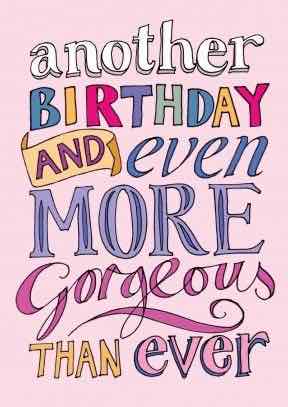 another
BIRTHDAY
AND even
MORE
Gorgeous
THAN ever